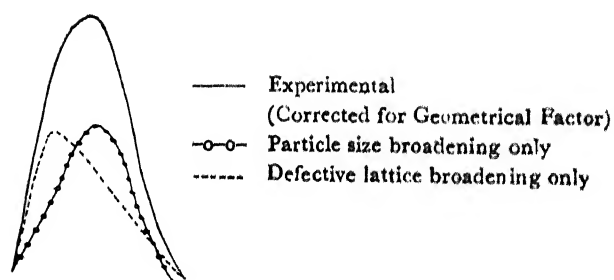 Experimental
(Corrected for Geometrical Factor)
Particle size broadening only
Defective lattice broadening only